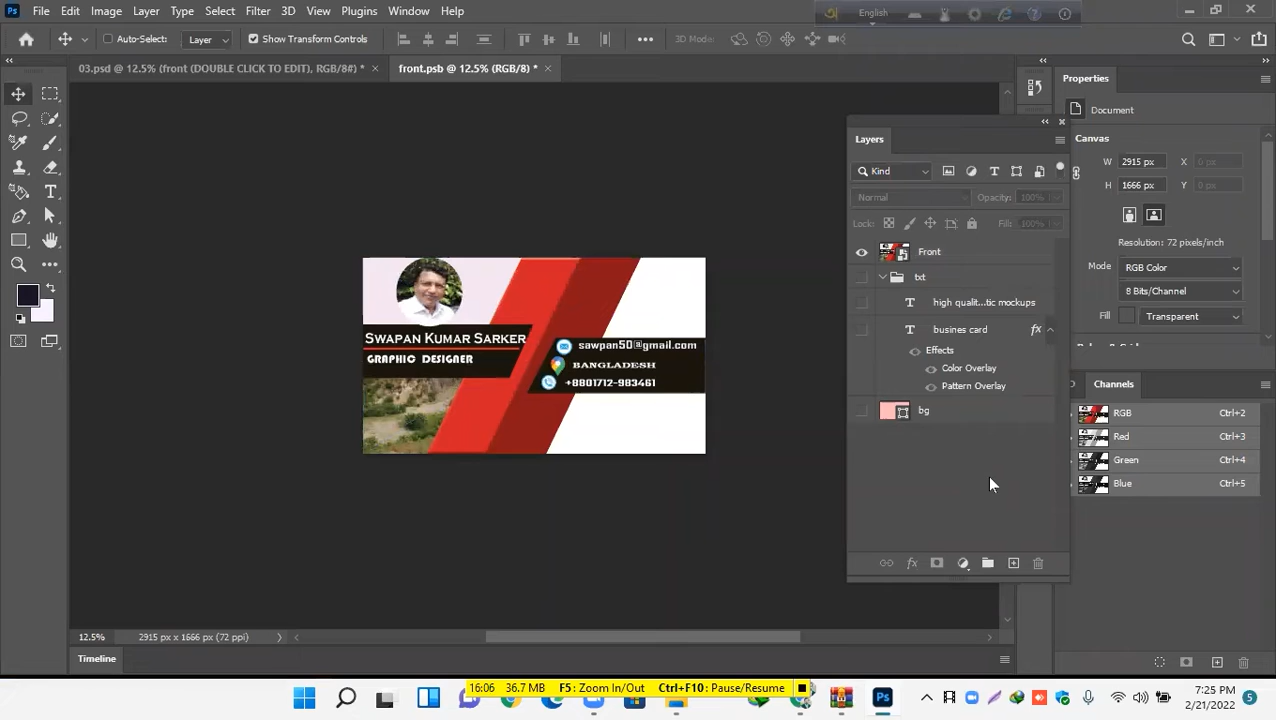 Ps File Edit Image Layer Type Select Filter 3D View Plugins Window Help
English
Auto-Select: Layer Show Transform Controls 3D Mode:
03.psd @ 12.5% (front (DOUBLE CLICK TO EDIT), RGB/8#) *
front.psb @ 12.5% (RGB/8) *
Properties
Document
Canvas
W 2915 px X 0 px
H 1666 px Y 0 px
Resolution: 72 pixels/inch
Mode RGB Color
8 Bits/Channel
Fill Transparent
Layers
Kind
Normal Opacity: 100%
Lock: Fill: 100%
Front
txt
high qualit...tic mockups
busines card fx
Effects
Color Overlay
Pattern Overlay
bg
fx
Channels
RGB Ctrl+2
Red Ctrl+3
Green Ctrl+4
Blue Ctrl+5
SWAPAN KUMAR SARKER
GRAPHIC DESIGNER
sawpan50@gmail.com
BANGLADESH
+8801712-983461
12.5% 2915 px x 1666 px (72 ppi)
Timeline
16:06 36.7 MB F5: Zoom In/Out Ctrl+F10: Pause/Resume
Ps
7:25 PM
2/21/2022
5